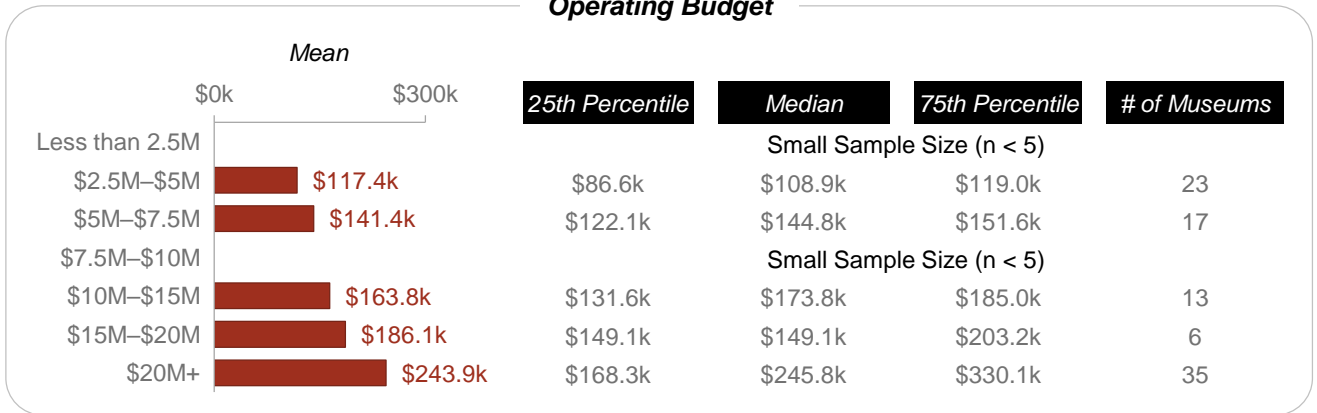 Operating Budget
Mean
$0k $300k 25th Percentile Median 75th Percentile # of Museums
Less than 2.5M Small Sample Size (n < 5)
$2.5M–$5M $117.4k $86.6k $108.9k $119.0k 23
$5M–$7.5M $141.4k $122.1k $144.8k $151.6k 17
$7.5M–$10M Small Sample Size (n < 5)
$10M–$15M $163.8k $131.6k $173.8k $185.0k 13
$15M–$20M $186.1k $149.1k $149.1k $203.2k 6
$20M+ $243.9k $168.3k $245.8k $330.1k 35